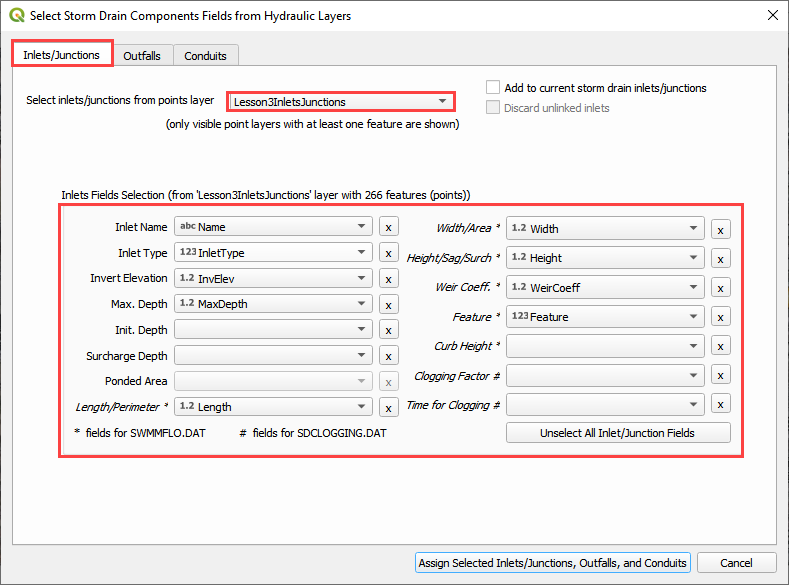 Select Storm Drain Components Fields from Hydraulic Layers
Inlets/Junctions Outfalls Conduits
Select inlets/junctions from points layer Lesson3InletsJunctions
(only visible point layers with at least one feature are shown)
Add to current storm drain inlets/junctions
Discard unlinked inlets
Inlets Fields Selection (from 'Lesson3InletsJunctions' layer with 266 features (points))
Inlet Name abc Name x
Inlet Type 123 InletType x
Invert Elevation 1.2 InvElev x
Max. Depth 1.2 MaxDepth x
Init. Depth x
Surcharge Depth x
Ponded Area x
Length/Perimeter * 1.2 Length x
* fields for SWMMFLO.DAT # fields for SDCLOGGING.DAT
Width/Area * 1.2 Width x
Height/Sag/Surch * 1.2 Height x
Weir Coeff. * 1.2 WeirCoeff x
Feature * 123 Feature x
Curb Height * x
Clogging Factor # x
Time for Clogging # x
Unselect All Inlet/Junction Fields
Assign Selected Inlets/Junctions, Outfalls, and Conduits Cancel